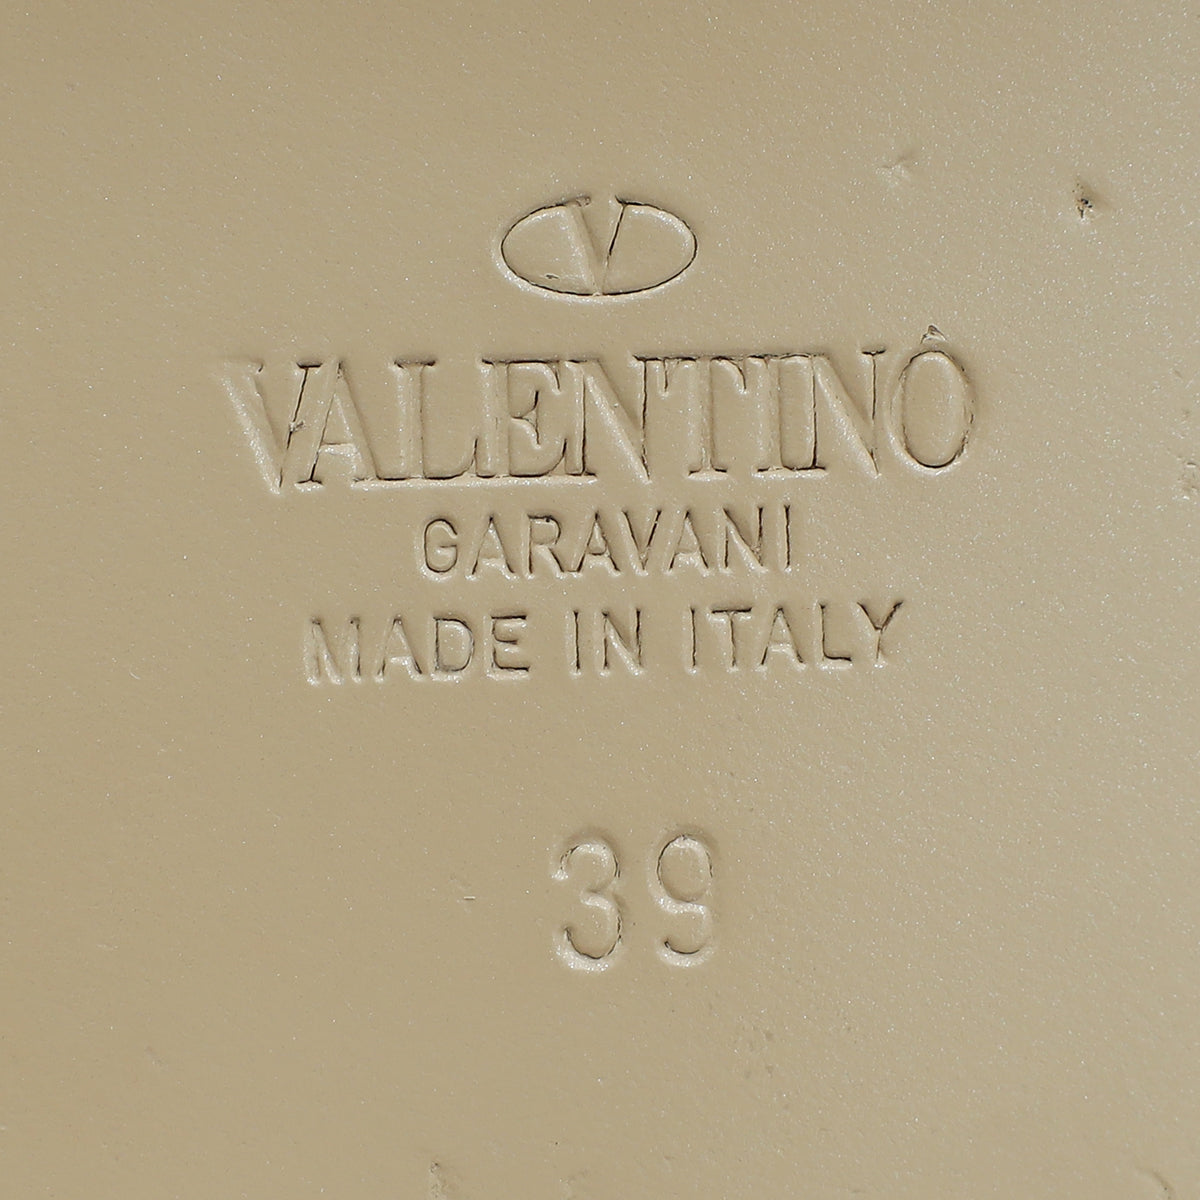 V
VALENTINO
GARAVANI
MADE IN ITALY
39